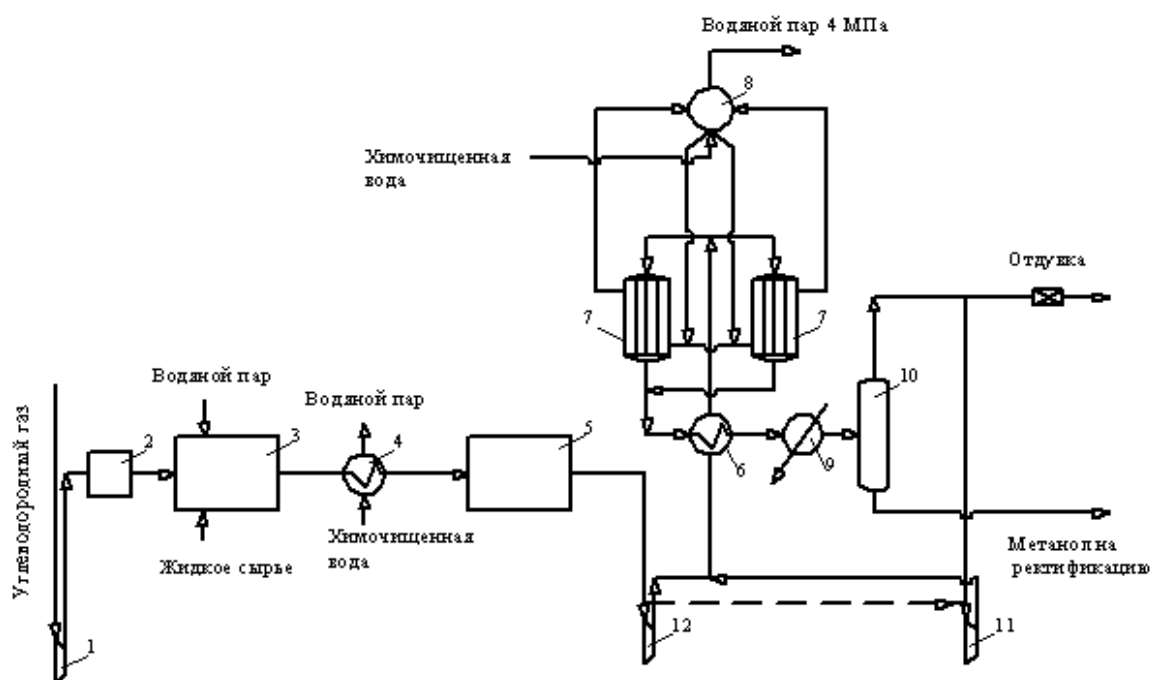 Водяной пар 4 МПа
8
Химочищенная
вода
Отдувка
7
7
10
Водяной пар
Водяной пар
Углеводородный газ
2
3
4
5
6
9
Химочищенная
вода
Жидкое сырье
Метанол на
ректификацию
1
12
11